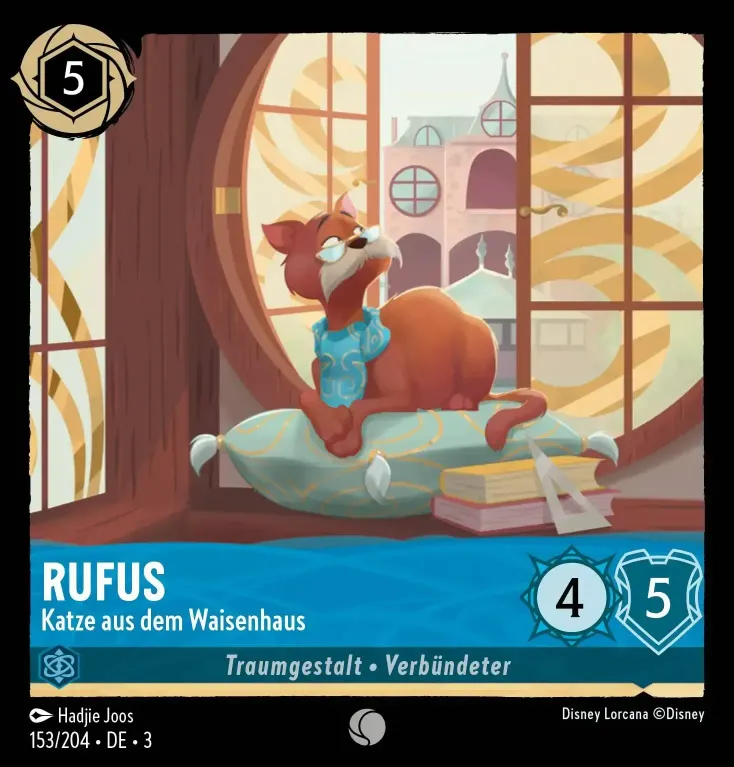 5
RUFUS
Katze aus dem Waisenhaus
4
5
Traumgestalt • Verbündeter
Hadjie Joos
Disney Lorcana ©Disney
153/204 • DE • 3